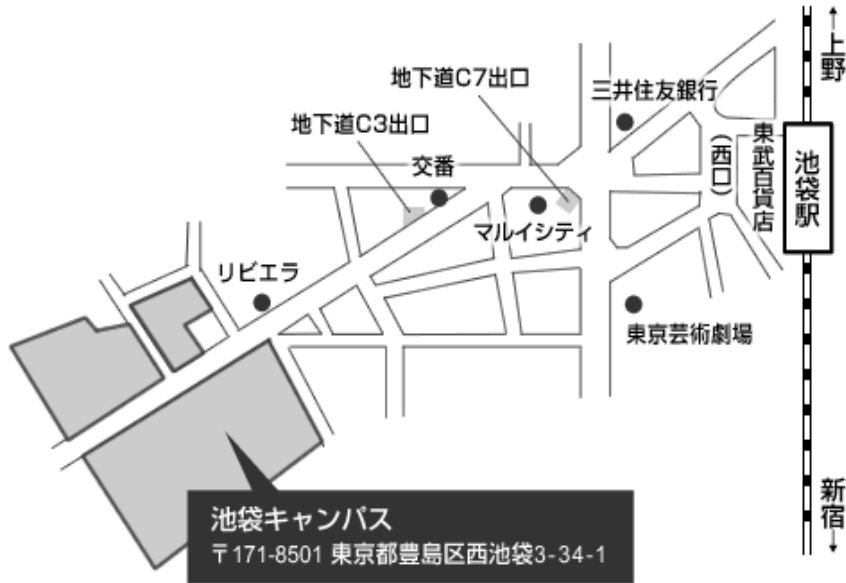 上野
地下道C7出口
三井住友銀行
地下道C3出口
交番
東武百貨店
(西口)
池袋駅
マルイシティ
リビエラ
東京芸術劇場
新宿
池袋キャンパス
〒171-8501 東京都豊島区西池袋3-34-1